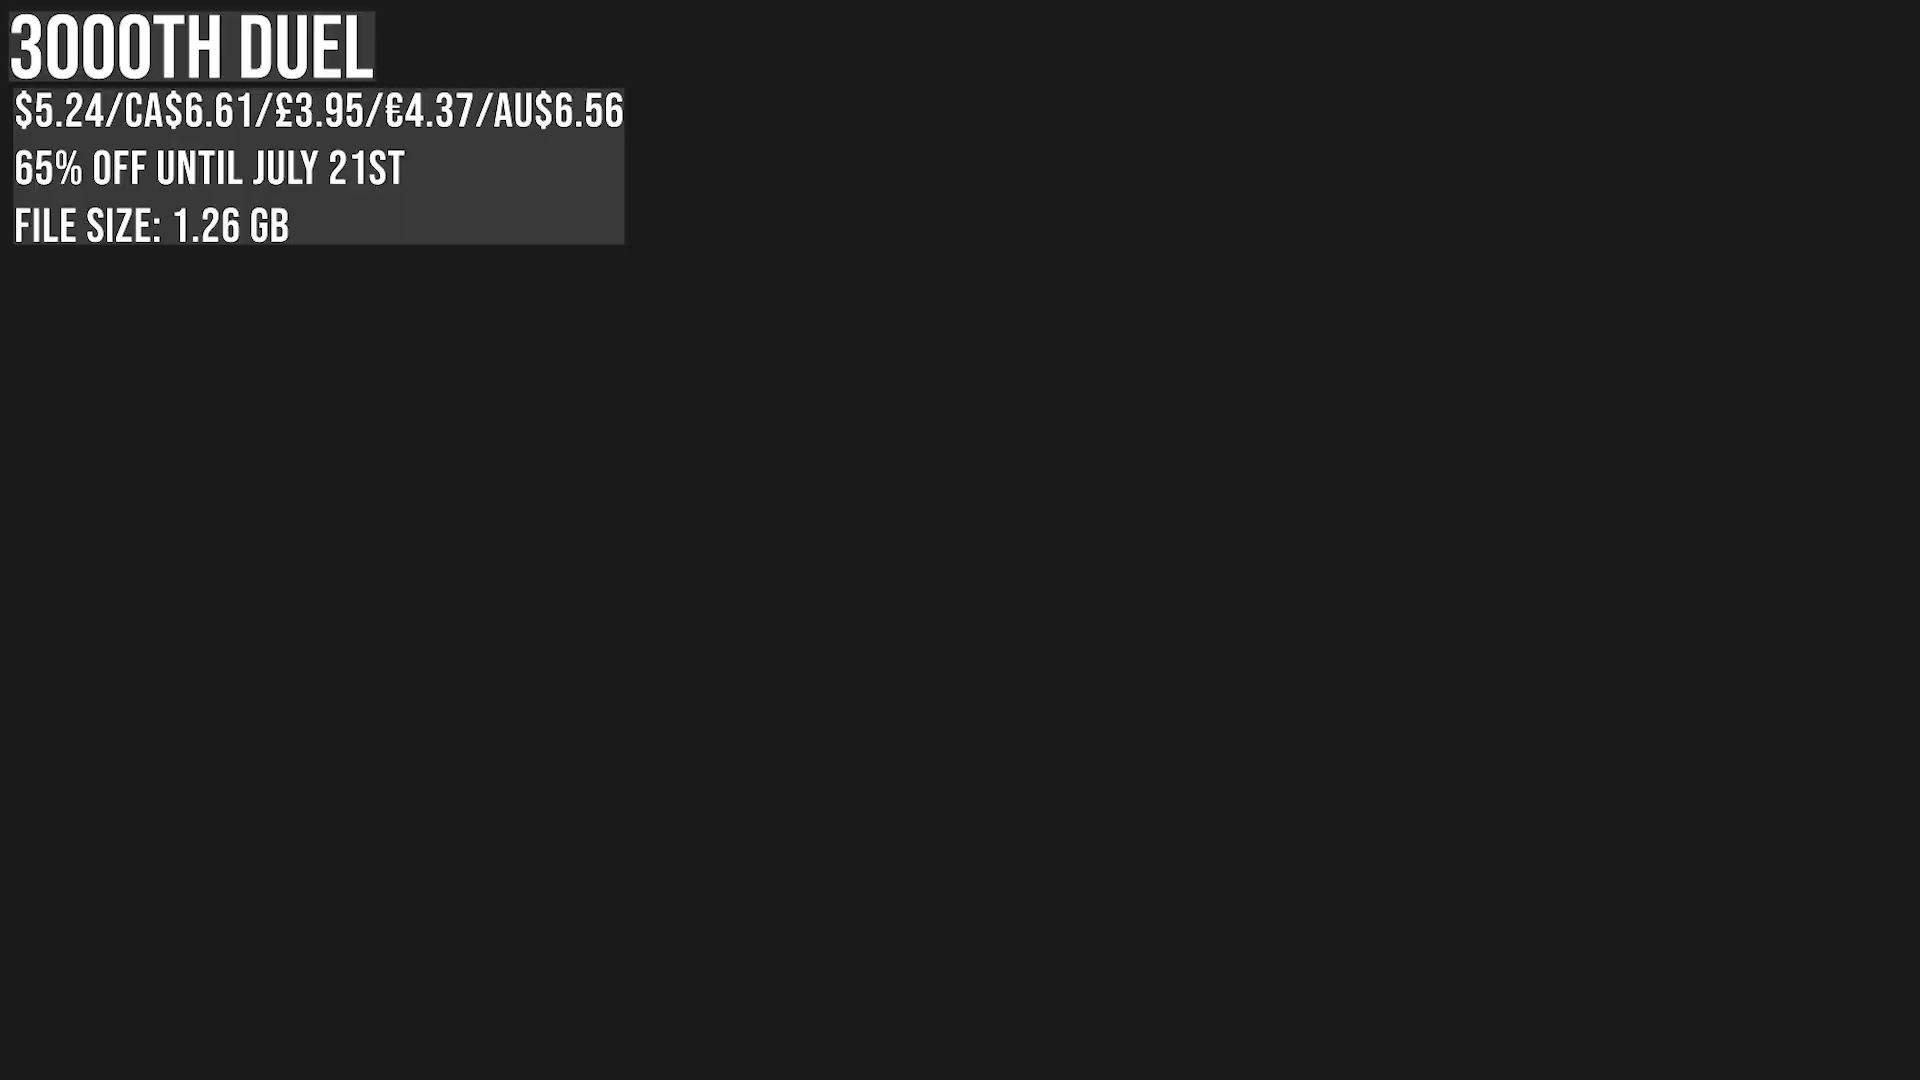 3000TH DUEL
$5.24/CA$6.61/£3.95/€4.37/AU$6.56
65% OFF UNTIL JULY 21ST
FILE SIZE: 1.26 GB